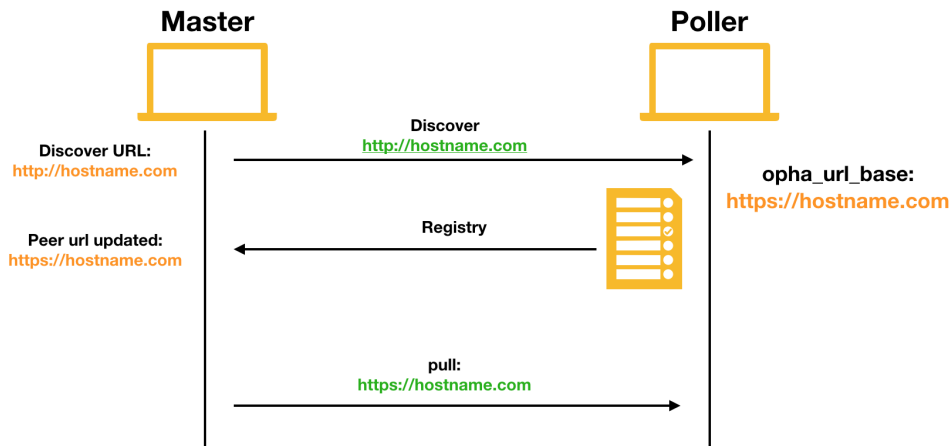 Master
Poller
Discover
http://hostname.com
Discover URL:
http://hostname.com
opha_url_base:
https://hostname.com
Registry
Peer url updated:
https://hostname.com
pull:
https://hostname.com